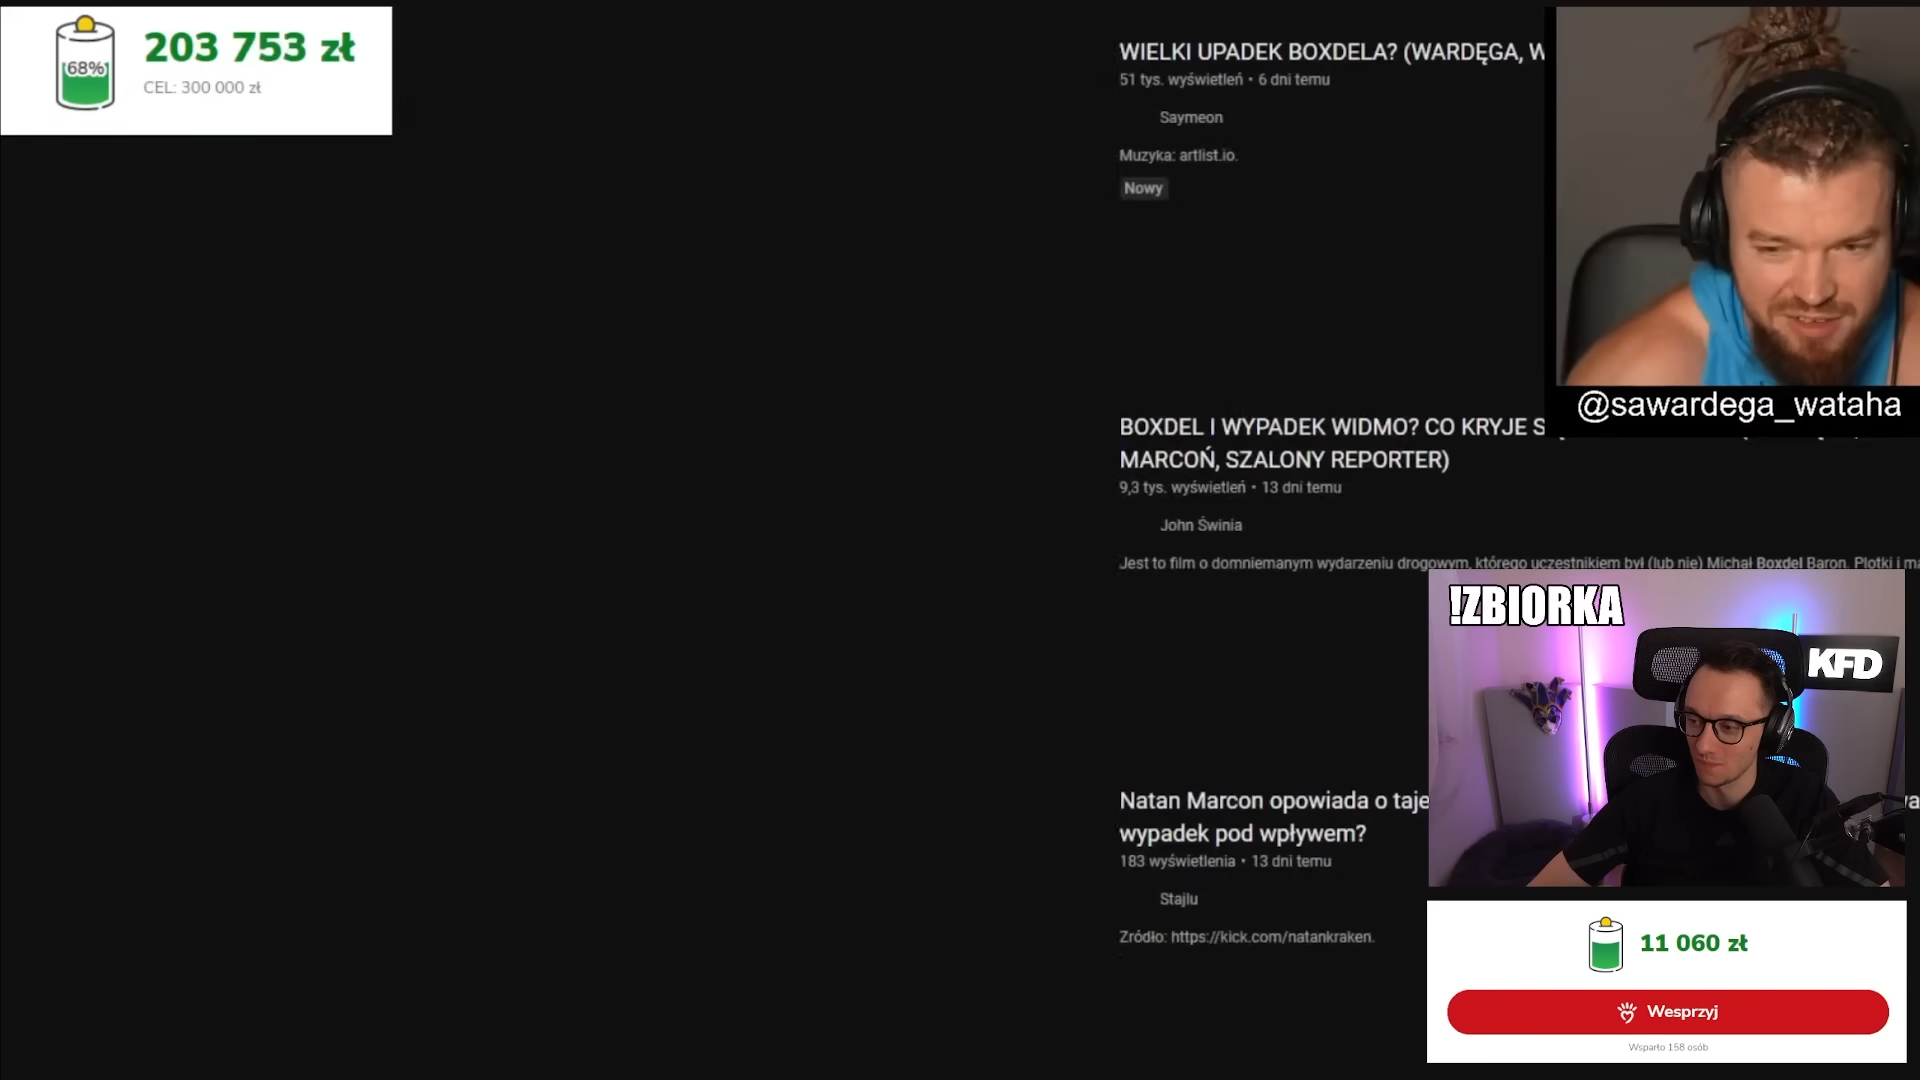 203 753 zł
68%
CEL: 300 000 zł
WIELKI UPADEK BOXDELA? (WARDĘGA, W
51 tys. wyświetleń • 6 dni temu
Saymeon
Muzyka: artlist.io.
Nowy
@sawardega_wataha
BOXDEL I WYPADEK WIDMO? CO KRYJE
MARCOŃ, SZALONY REPORTER)
9,3 tys. wyświetleń • 13 dni temu
John Świnia
Jest to film o domniemanym wydarzeniu drogowym, którego uczestnikiem był (lub nie) Michał Boxdel Baron. Plotki i
!ZBIORKA
KFD
Natan Marcon opowiada o taje
wypadek pod wpływem?
183 wyświetlenia • 13 dni temu
Stajlu
Zródło: https://kick.com/natankraken.
11 060 zł
Wesprzyj
Wsparło 158 osób